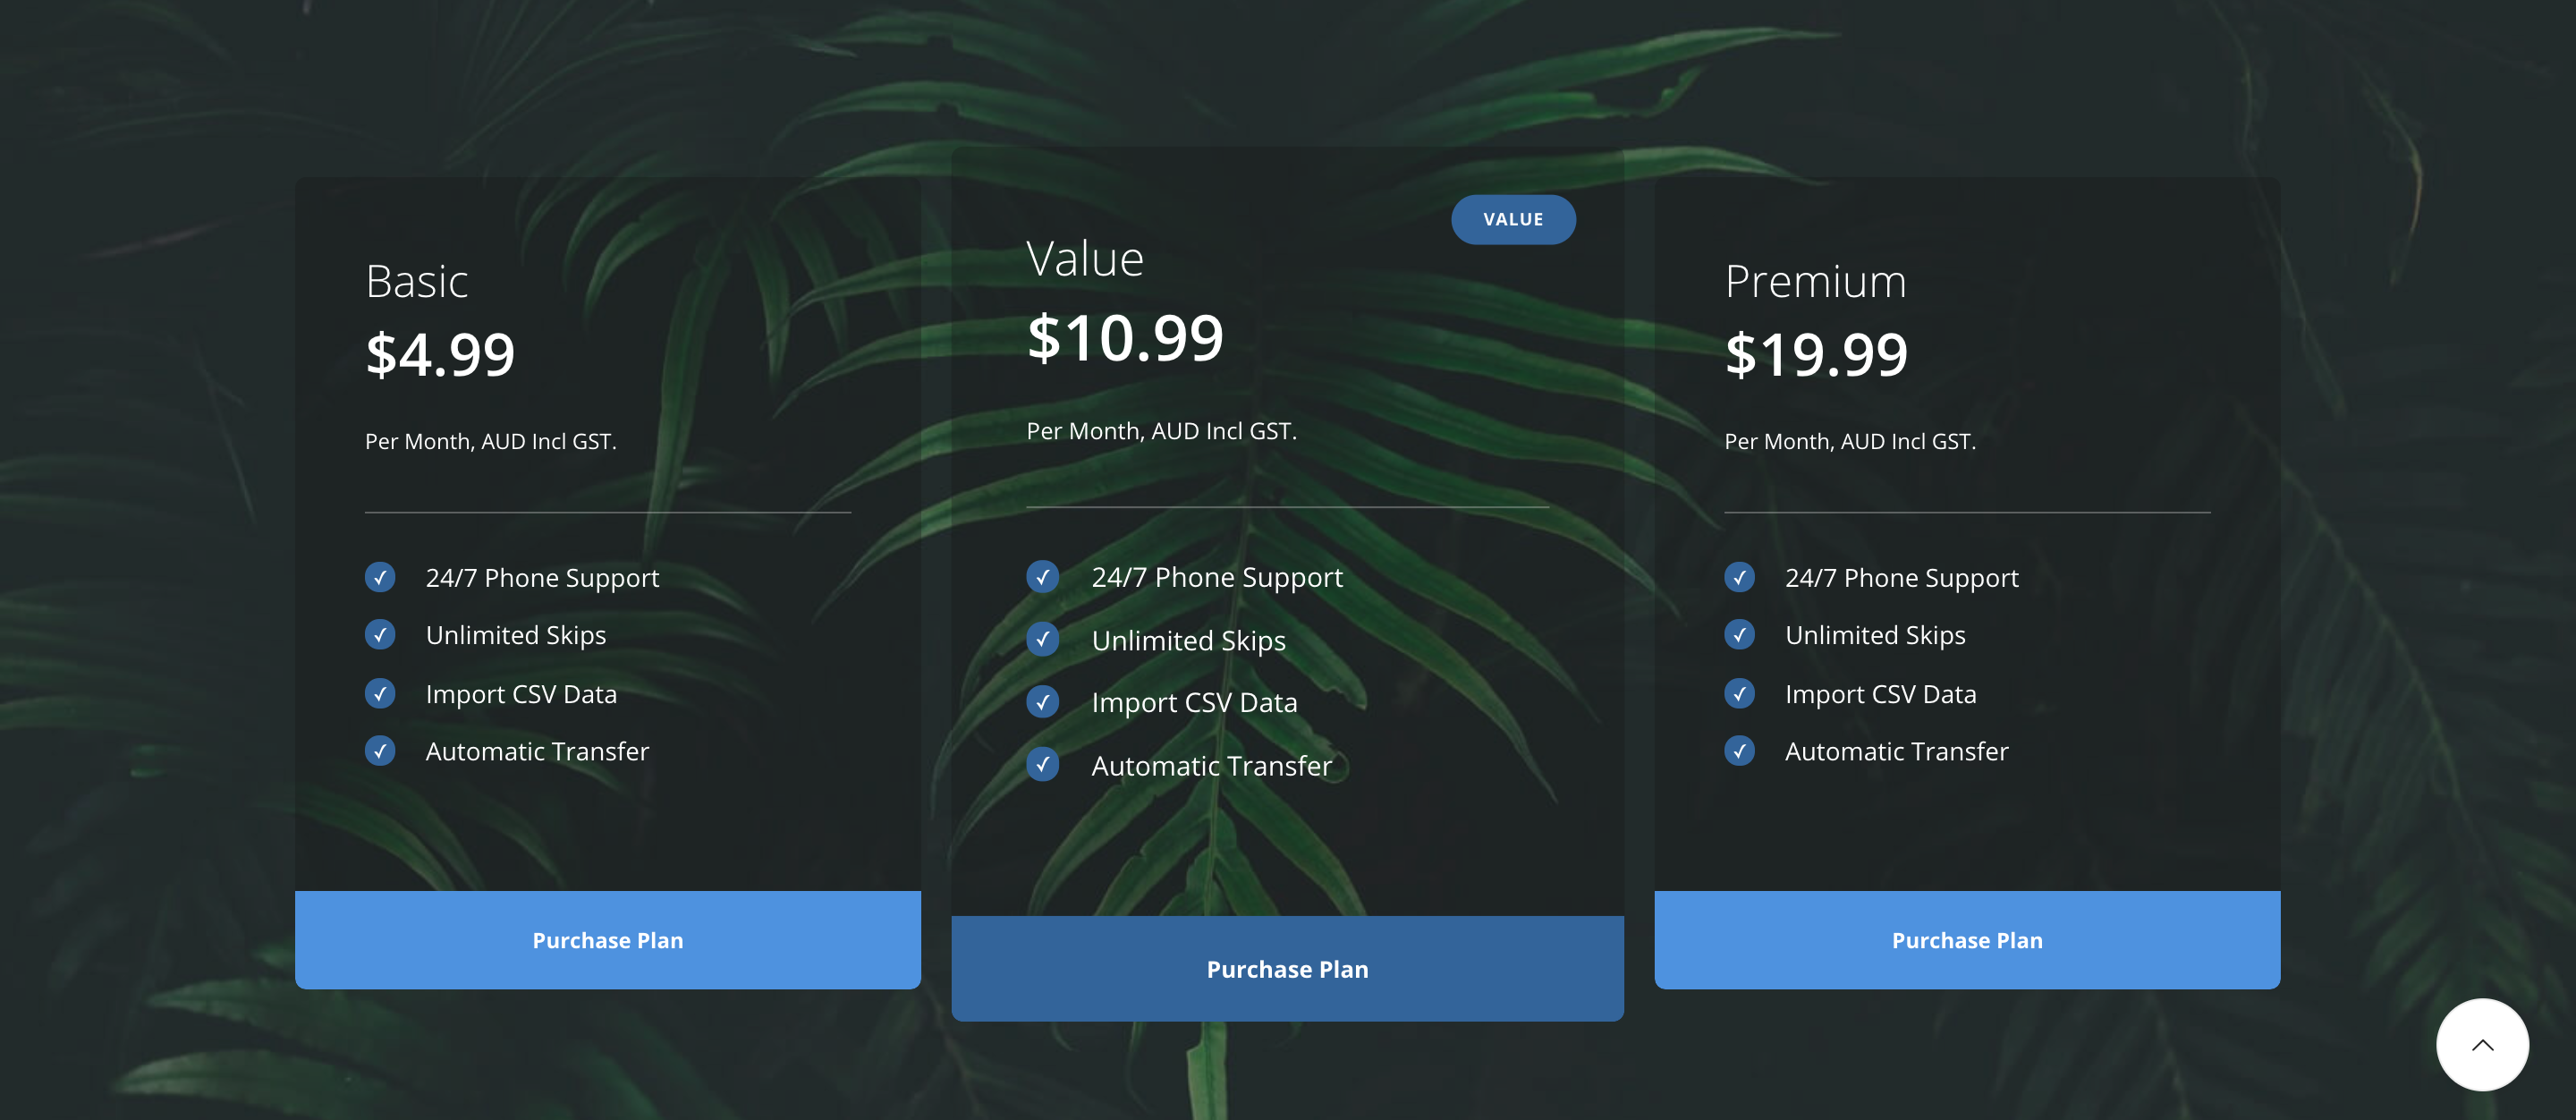 Basic
$4.99
Per Month, AUD Incl GST.
24/7 Phone Support
Unlimited Skips
Import CSV Data
Automatic Transfer
Purchase Plan
VALUE
Value
$10.99
Per Month, AUD Incl GST.
24/7 Phone Support
Unlimited Skips
Import CSV Data
Automatic Transfer
Purchase Plan
Premium
$19.99
Per Month, AUD Incl GST.
24/7 Phone Support
Unlimited Skips
Import CSV Data
Automatic Transfer
Purchase Plan